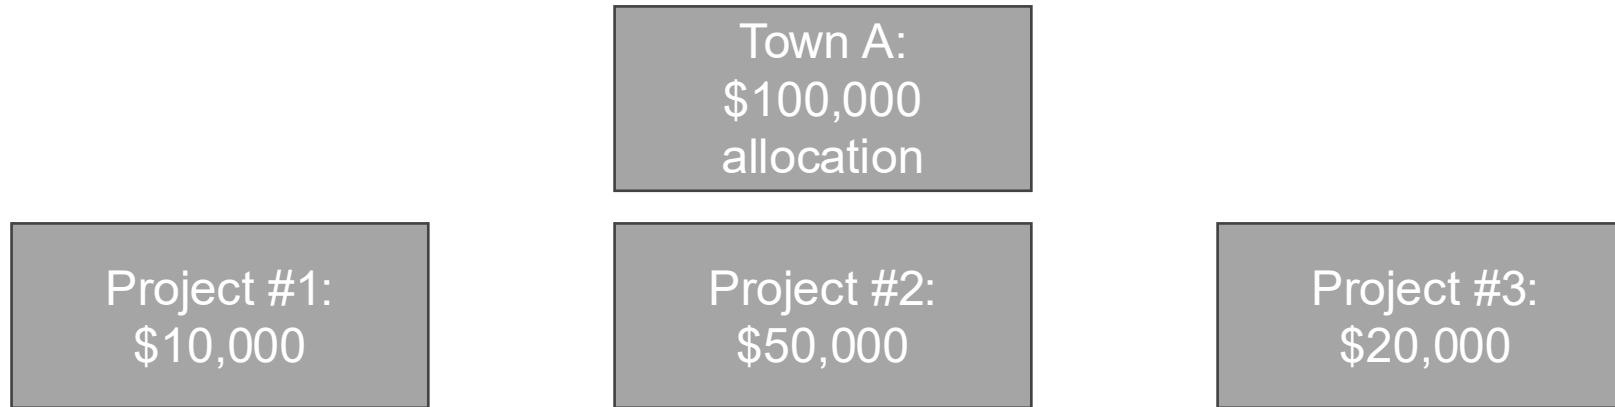 Town A:
$100,000
allocation
Project #1:
$10,000
Project #2:
$50,000
Project #3:
$20,000